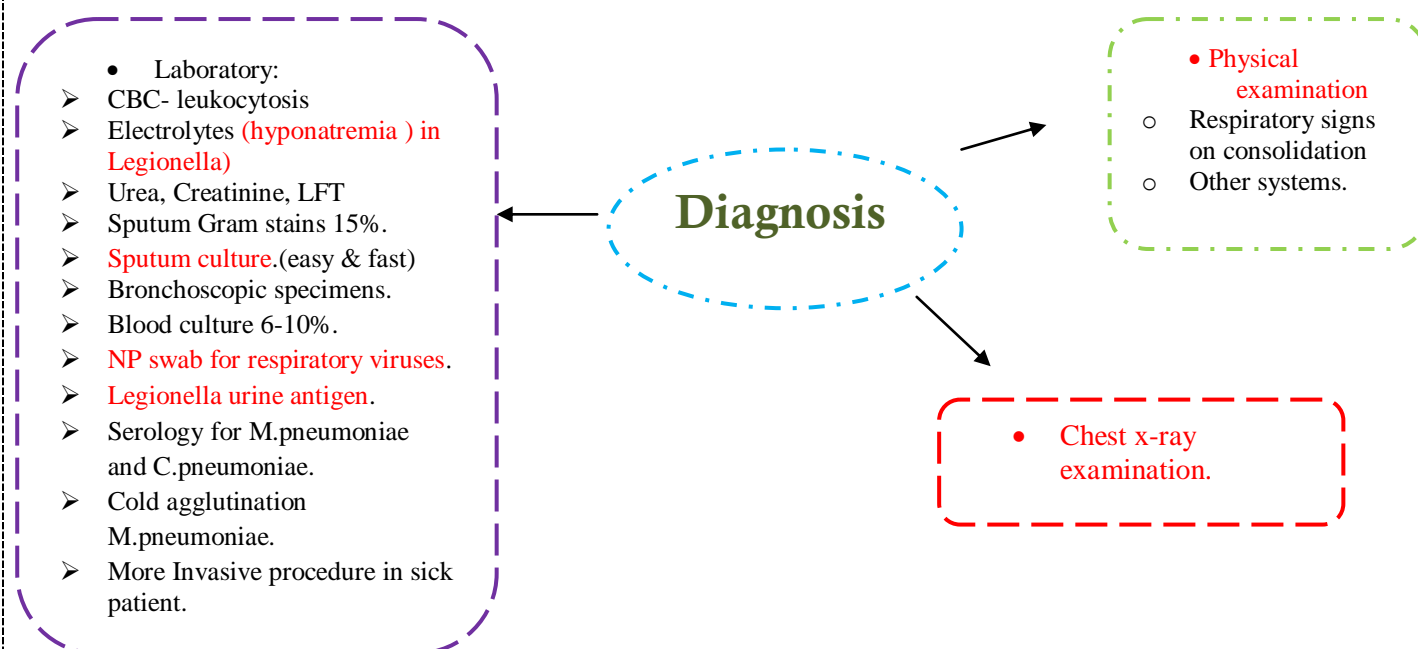 • Laboratory:
➢ CBC- leukocytosis
➢ Electrolytes (hyponatremia ) in
Legionella)
➢ Urea, Creatinine, LFT
➢ Sputum Gram stains 15%.
➢ Sputum culture.(easy & fast)
➢ Bronchoscopic specimens.
➢ Blood culture 6-10%.
➢ NP swab for respiratory viruses.
➢ Legionella urine antigen.
➢ Serology for M.pneumoniae
and C.pneumoniae.
➢ Cold agglutination
M.pneumoniae.
➢ More Invasive procedure in sick
patient.
Diagnosis
• Physical
examination
o Respiratory signs
on consolidation
o Other systems.
• Chest x-ray
examination.